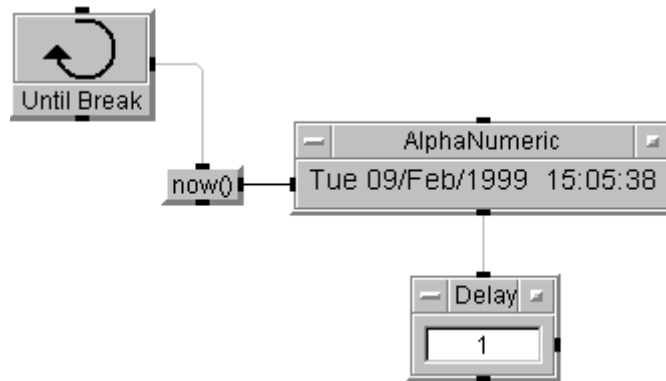 Until Break
now()
AlphaNumeric
Tue 09/Feb/1999 15:05:38
Delay
1